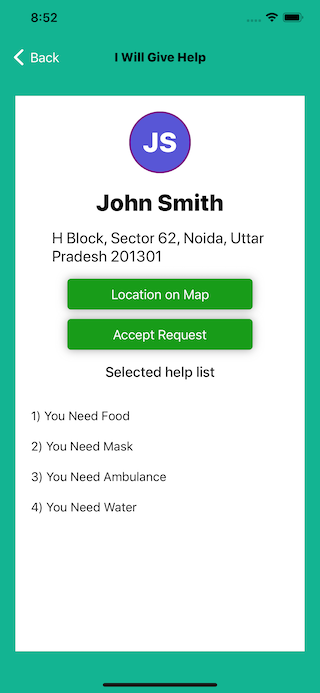 8:52
Back
I Will Give Help
JS
John Smith
H Block, Sector 62, Noida, Uttar
Pradesh 201301
Location on Map
Accept Request
Selected help list
1) You Need Food
2) You Need Mask
3) You Need Ambulance
4) You Need Water